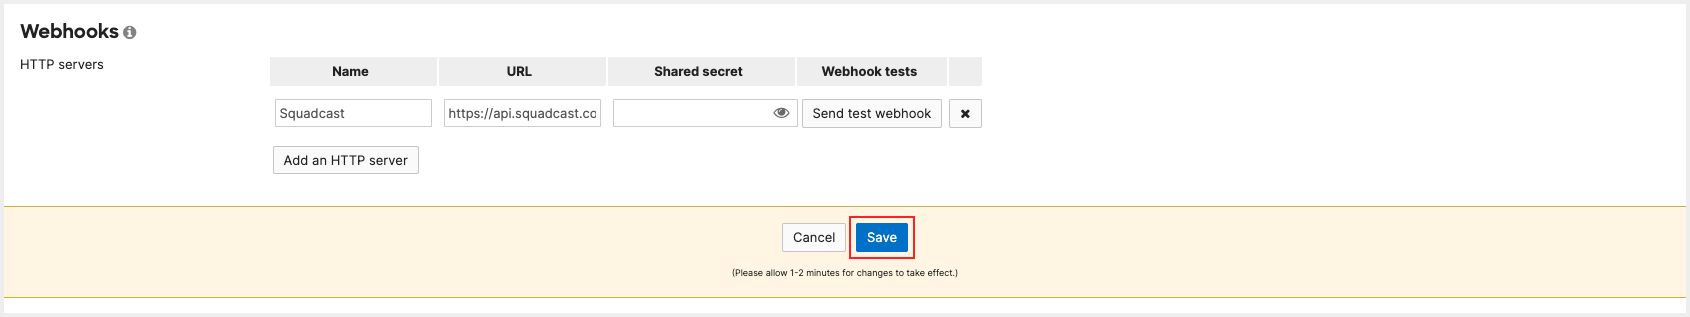 Webhooks
HTTP servers
Name URL Shared secret Webhook tests
Squadcast https://api.squadcast.cc Send test webhook
Add an HTTP server
Cancel Save
(Please allow 1-2 minutes for changes to take effect.)